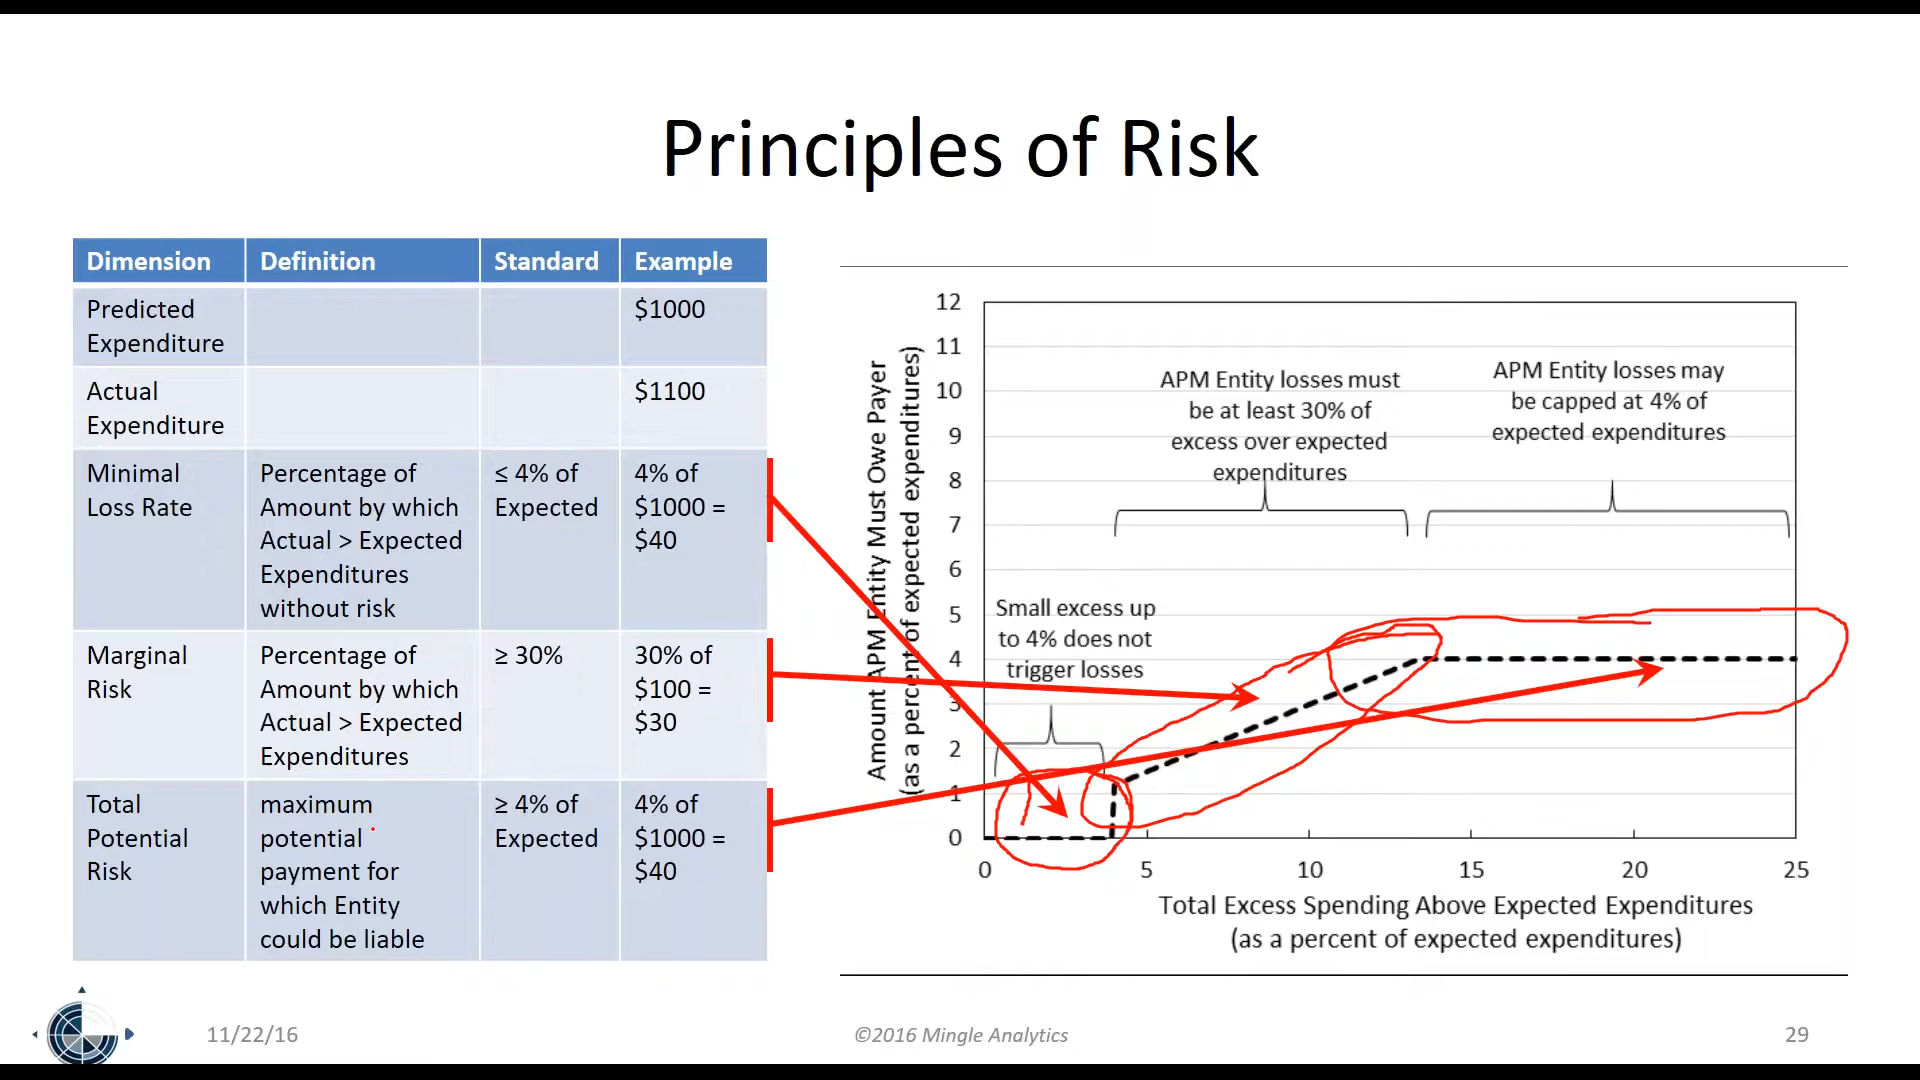 Principles of Risk
Dimension
Definition
Standard
Example
Predicted
Expenditure
$1000
Actual
Expenditure
$1100
Minimal
Loss Rate
Percentage of
Amount by which
Actual > Expected
Expenditures
without risk
≤ 4% of
Expected
4% of
$1000 =
$40
Marginal
Risk
Percentage of
Amount by which
Actual > Expected
Expenditures
≥ 30%
30% of
$100 =
$30
Total
Potential
Risk
maximum
potential
payment for
which Entity
could be liable
≥ 4% of
Expected
4% of
$1000 =
$40
Amount APM Entity Must Owe Payer
(as a percent of expected expenditures)
12
11
10
9
8
7
6
5
4
3
2
1
0
APM Entity losses must
be at least 30% of
excess over expected
expenditures
APM Entity losses may
be capped at 4% of
expected expenditures
Small excess up
to 4% does not
trigger losses
0
5
10
15
20
25
Total Excess Spending Above Expected Expenditures
(as a percent of expected expenditures)
11/22/16
©2016 Mingle Analytics
29